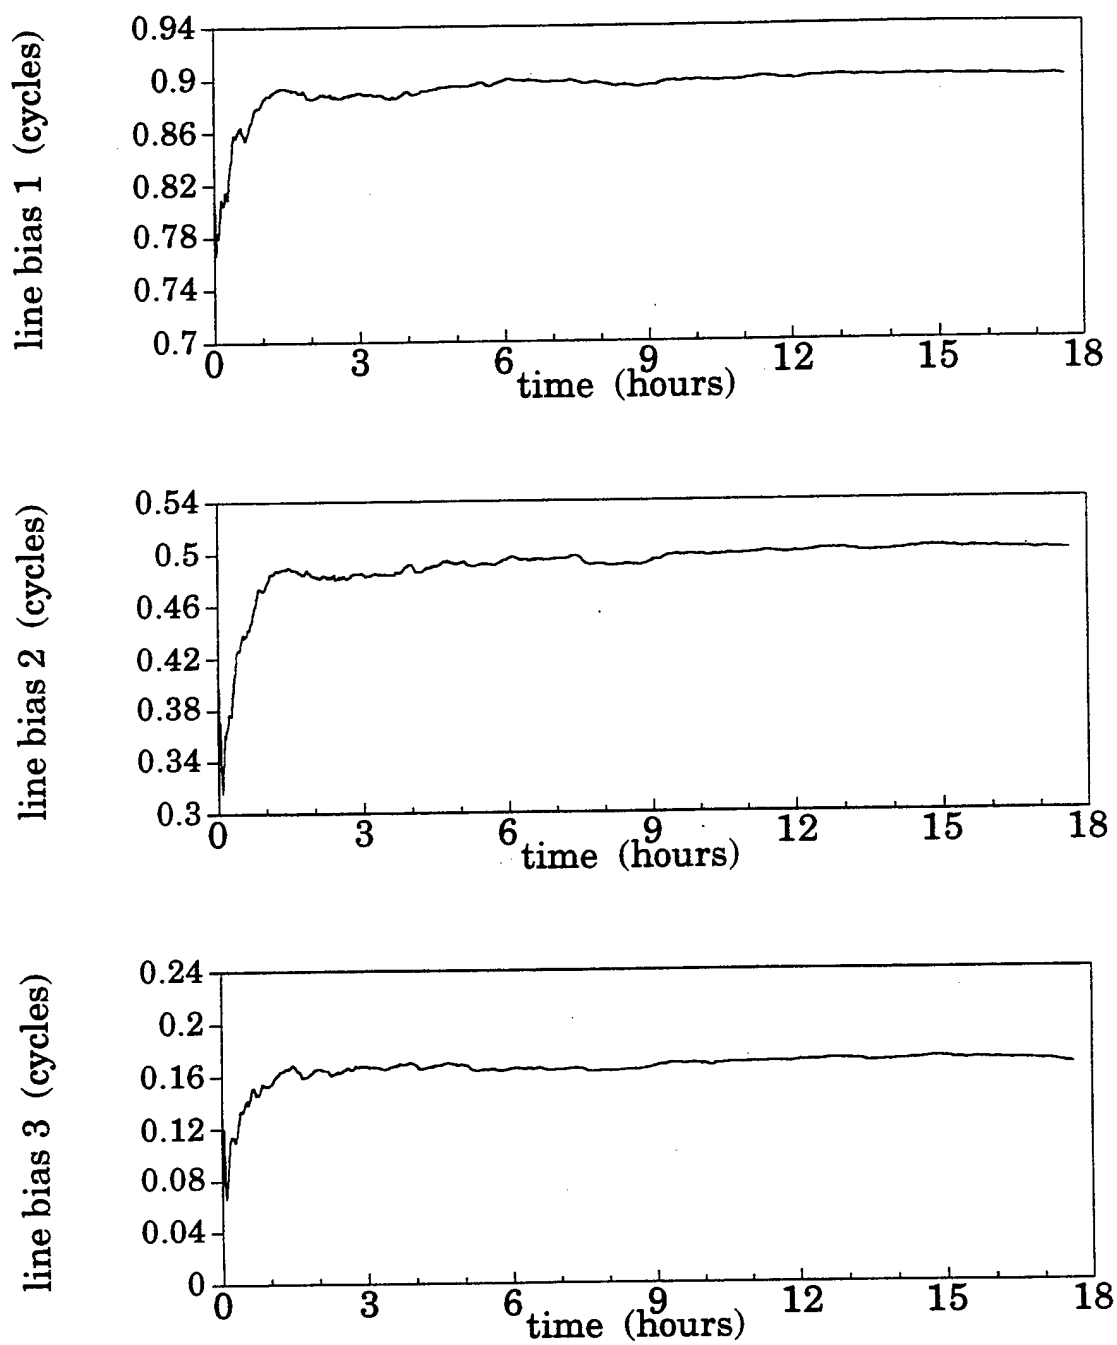 line bias 1 (cycles)
0.94
0.9
0.86
0.82
0.78
0.74
0.7
0 3 6 9 12 15 18
time (hours)
line bias 2 (cycles)
0.54
0.5
0.46
0.42
0.38
0.34
0.3
0 3 6 9 12 15 18
time (hours)
line bias 3 (cycles)
0.24
0.2
0.16
0.12
0.08
0.04
0
0 3 6 9 12 15 18
time (hours)